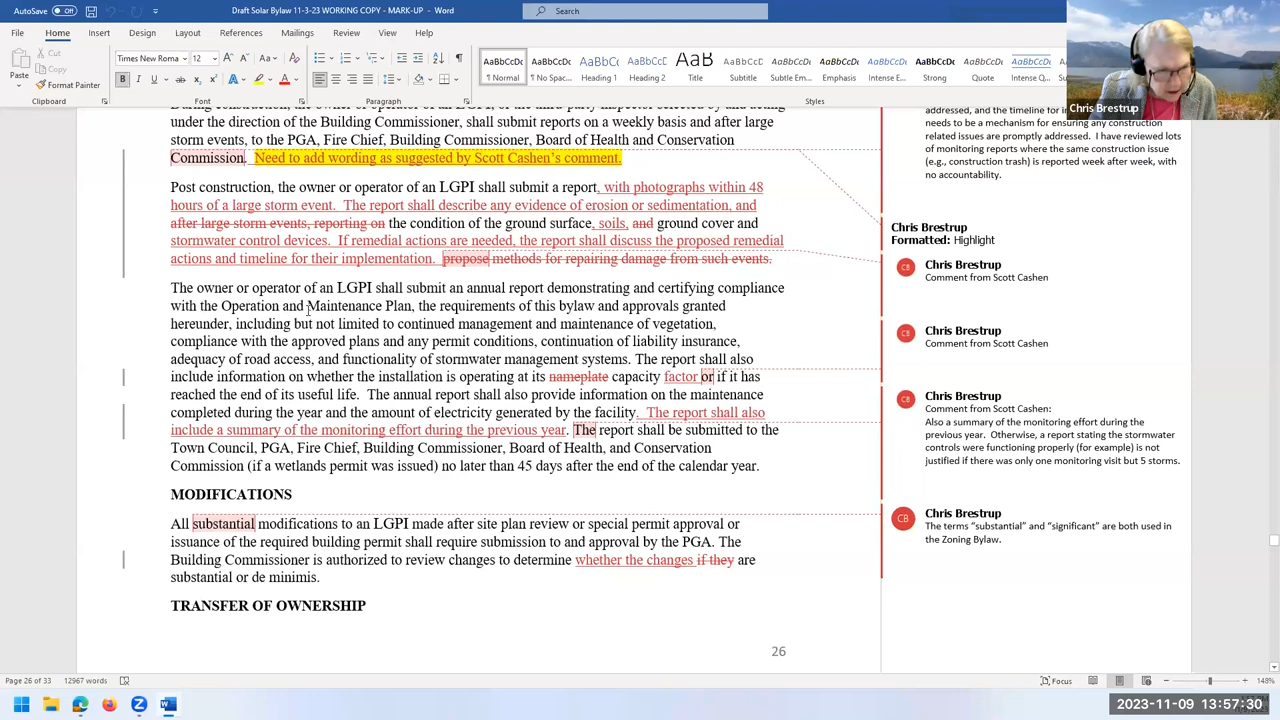 AutoSave Off
Draft Solar Bylaw 11-3-23 WORKING COPY - MARK-UP - Word
Search
File Home Insert Draw Design Layout References Mailings Review View Help
Paste
Cut
Copy
Format Painter
Clipboard
Times New Roma 12
Font
Paragraph
AaBbCcDc AaBbCcDc AaBbC AaBbCcC AaB AaBbCcD AaBbCcDt AaBbCcDt AaBbCcDt AaBbCcDc AaBbCcDt AaBbCcDt
¶ Normal ¶ No Spac... Heading 1 Heading 2 Title Subtitle Subtle Em... Emphasis Intense E... Strong Quote Intense Q...
Styles
Chris Brestrup
under the direction of the Building Commissioner, shall submit reports on a weekly basis and after large
storm events, to the PGA, Fire Chief, Building Commissioner, Board of Health and Conservation
Commission. Need to add wording as suggested by Scott Cashen's comment.
Post construction, the owner or operator of an LGPI shall submit a report, with photographs within 48
hours of a large storm event. The report shall describe any evidence of erosion or sedimentation, and
after large storm events, reporting on the condition of the ground surface, soils, and ground cover and
stormwater control devices. If remedial actions are needed, the report shall discuss the proposed remedial
actions and timeline for their implementation. propose methods for repairing damage from such events.
The owner or operator of an LGPI shall submit an annual report demonstrating and certifying compliance
with the Operation and Maintenance Plan, the requirements of this bylaw and approvals granted
hereunder, including but not limited to continued management and maintenance of vegetation,
compliance with the approved plans and any permit conditions, continuation of liability insurance,
adequacy of road access, and functionality of stormwater management systems. The report shall also
include information on whether the installation is operating at its nameplate capacity factor or if it has
reached the end of its useful life. The annual report shall also provide information on the maintenance
completed during the year and the amount of electricity generated by the facility. The report shall also
include a summary of the monitoring effort during the previous year. The report shall be submitted to the
Town Council, PGA, Fire Chief, Building Commissioner, Board of Health, and Conservation
Commission (if a wetlands permit was issued) no later than 45 days after the end of the calendar year.
MODIFICATIONS
All substantial modifications to an LGPI made after site plan review or special permit approval or
issuance of the required building permit shall require submission to and approval by the PGA. The
Building Commissioner is authorized to review changes to determine whether the changes if they are
substantial or de minimis.
TRANSFER OF OWNERSHIP
26
addressed, and the timeline for
needs to be a mechanism for ensuring any construction
related issues are promptly addressed. I have reviewed lots
of monitoring reports where the same construction issue
(e.g., construction trash) is reported week after week, with
no accountability.
Chris Brestrup
Formatted: Highlight
CB Chris Brestrup
Comment from Scott Cashen
CB Chris Brestrup
Comment from Scott Cashen
CB Chris Brestrup
Comment from Scott Cashen:
Also a summary of the monitoring effort during the
previous year. Otherwise, a report stating the stormwater
controls were functioning properly (for example) is not
justified if there was only one monitoring visit but 5 storms.
CB Chris Brestrup
The terms "substantial" and "significant" are both used in
the Zoning Bylaw.
Page 26 of 33 12967 words
Focus
148%
2023-11-09 13:57:30